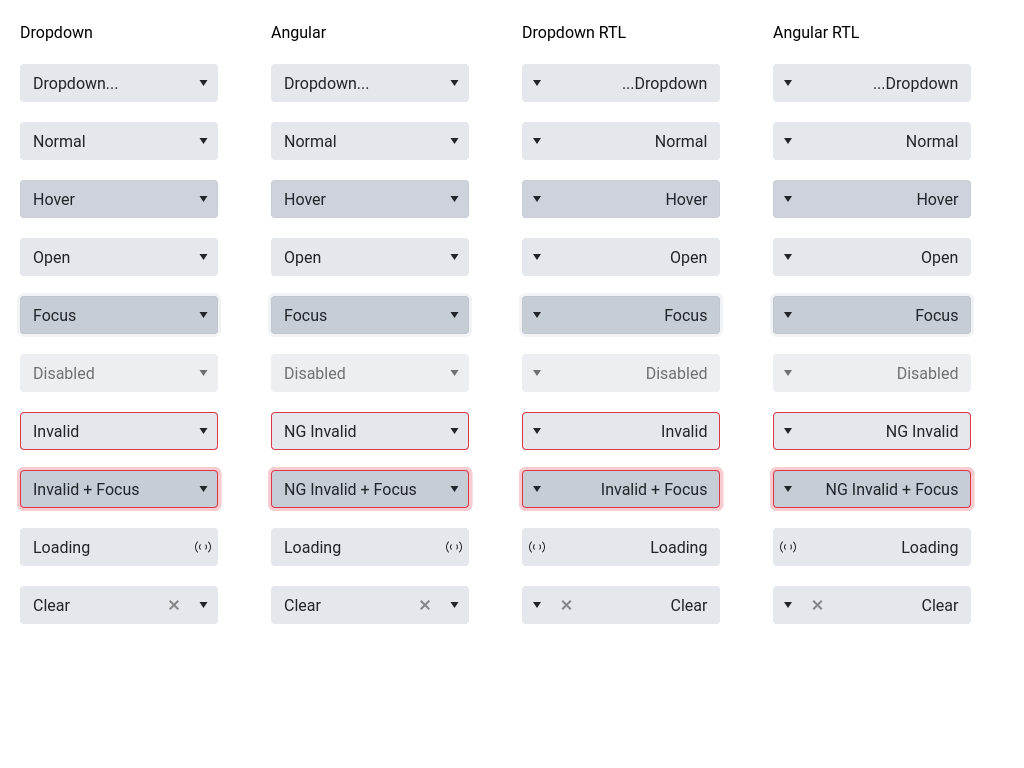 Dropdown Angular Dropdown RTL Angular RTL
Dropdown... Dropdown... ...Dropdown ...Dropdown
Normal Normal Normal Normal
Hover Hover Hover Hover
Open Open Open Open
Focus Focus Focus Focus
Disabled Disabled Disabled Disabled
Invalid NG Invalid Invalid NG Invalid
Invalid + Focus NG Invalid + Focus Invalid + Focus NG Invalid + Focus
Loading Loading Loading Loading
Clear Clear Clear Clear